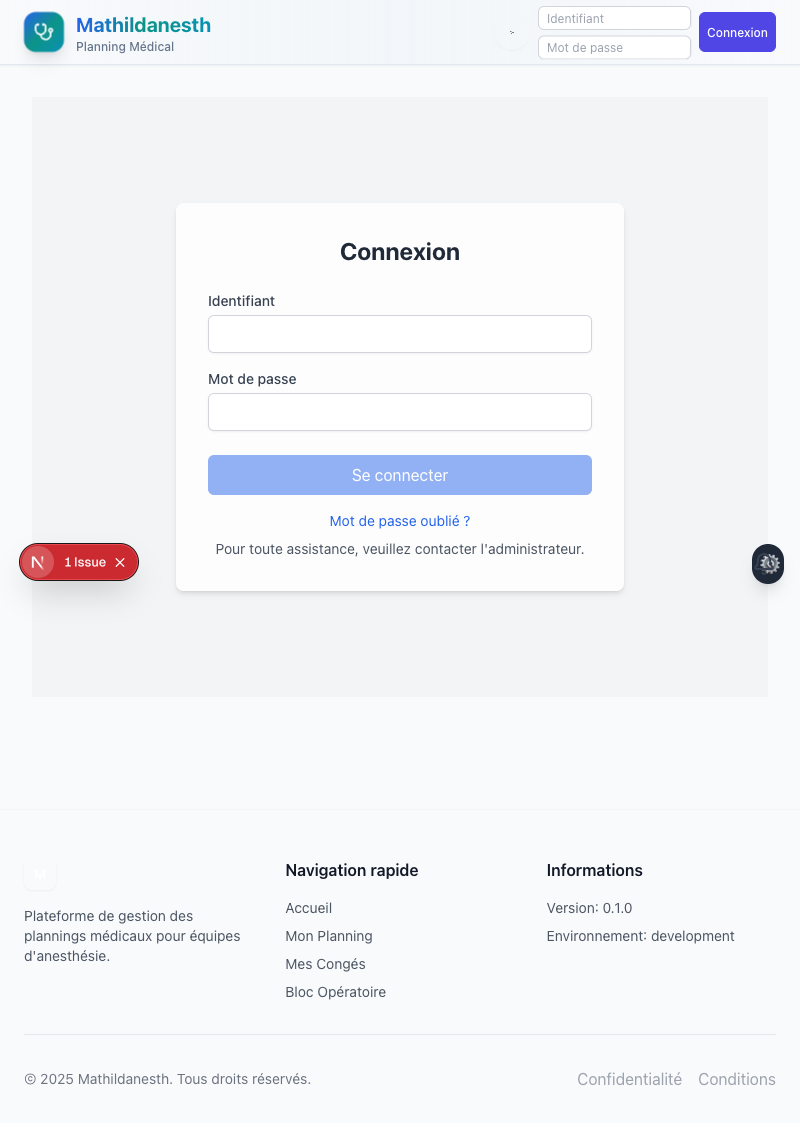 Mathildanesth
Planning Médical
Identifiant
Mot de passe
Connexion
Connexion
Identifiant
Mot de passe
Se connecter
Mot de passe oublié ?
Pour toute assistance, veuillez contacter l'administrateur.
N 1 Issue
Plateforme de gestion des
plannings médicaux pour équipes
d'anesthésie.
Navigation rapide
Accueil
Mon Planning
Mes Congés
Bloc Opératoire
Informations
Version: 0.1.0
Environnement: development
© 2025 Mathildanesth. Tous droits réservés.
Confidentialité Conditions